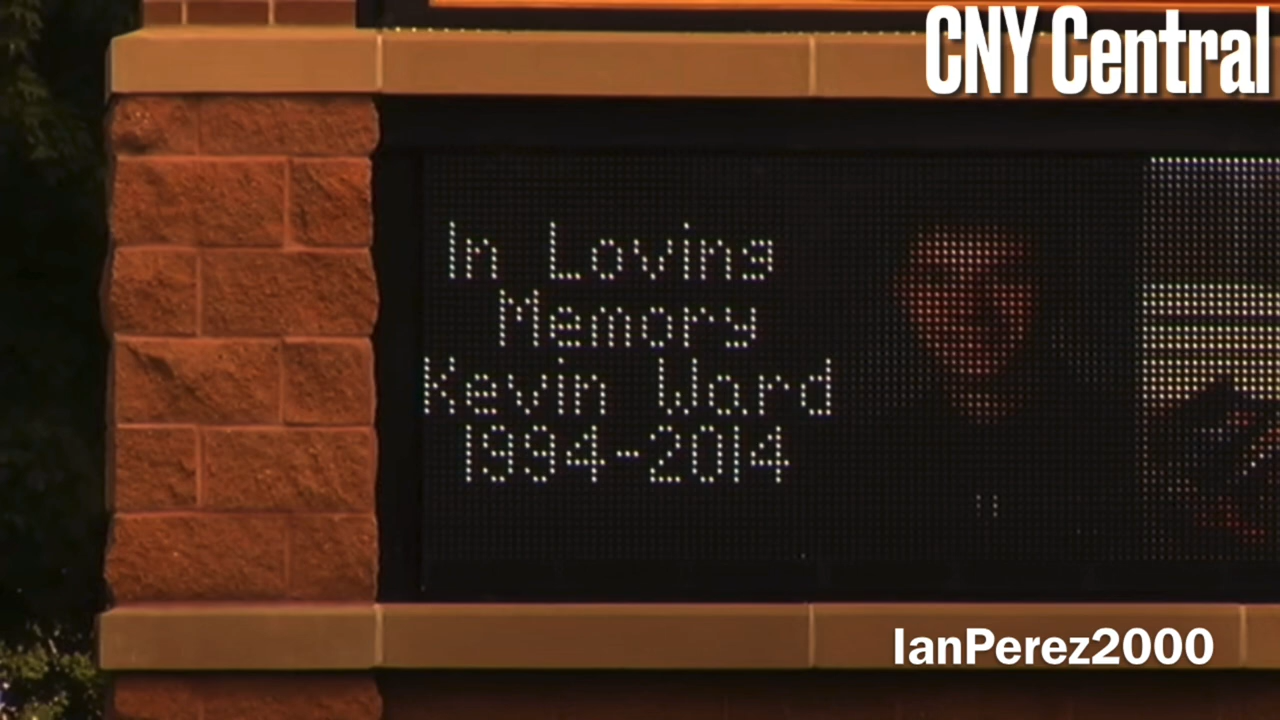 CNY Central
In Loving
Memory
Kevin Ward
1994-2014
IanPerez2000